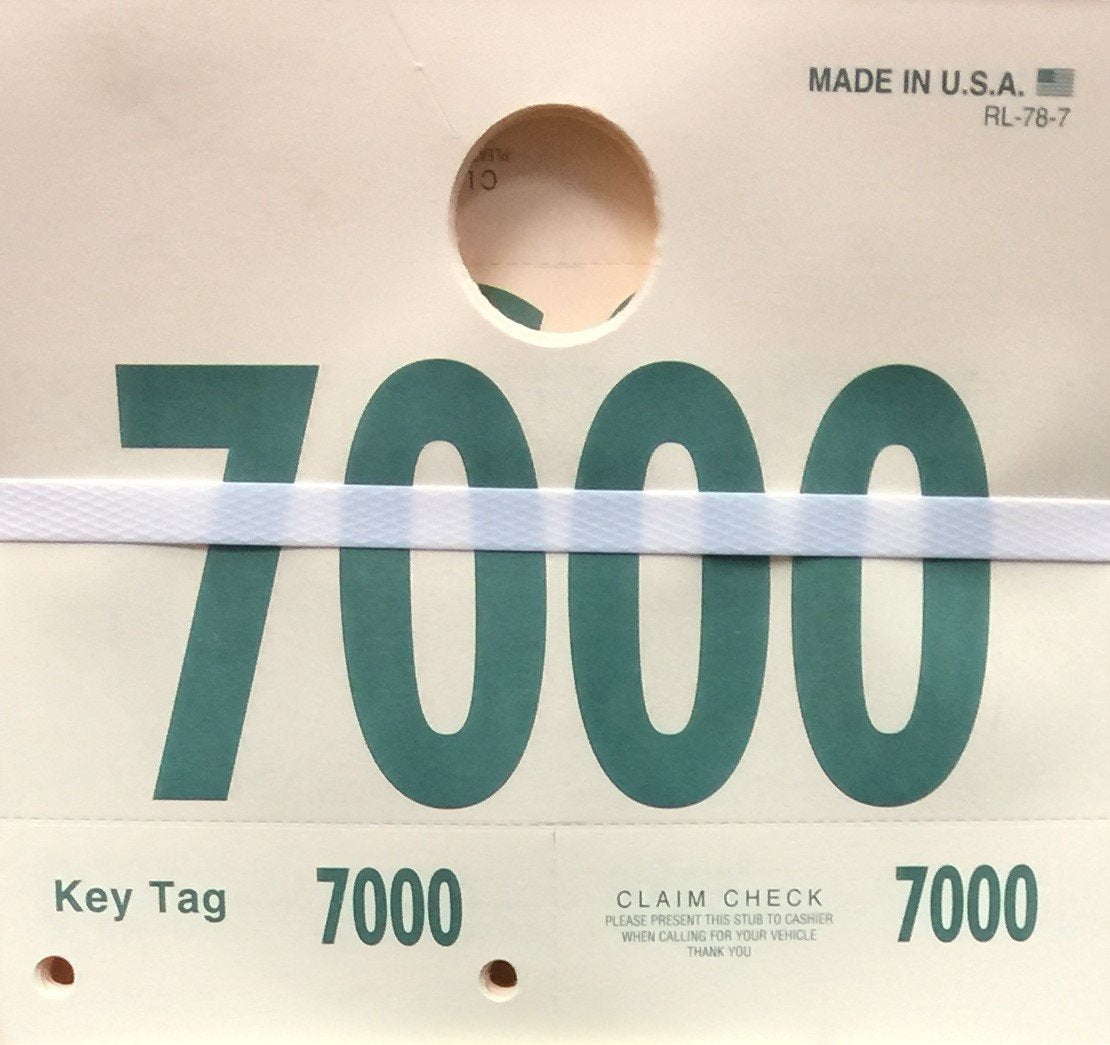 MADE IN U.S.A.
RL-78-7
7000
Key Tag
7000
CLAIM CHECK
PLEASE PRESENT THIS STUB TO CASHIER
WHEN CALLING FOR YOUR VEHICLE
THANK YOU
7000